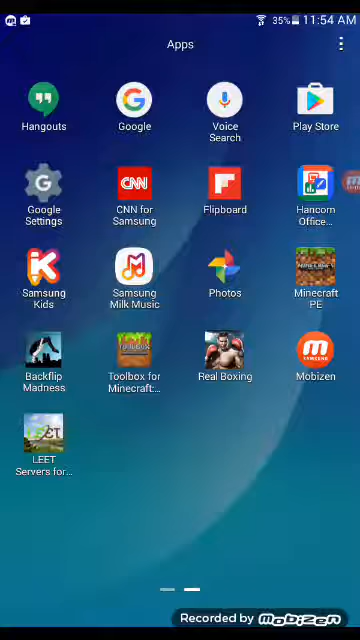 35% 11:54 AM
Apps
Hangouts
Google
Voice
Search
Play Store
Google
Settings
CNN
CNN for
Samsung
Flipboard
Hancom
Office...
Samsung
Kids
Samsung
Milk Music
Photos
Minecraft
PE
Backflip
Madness
Toolbox for
Minecraft:...
Real Boxing
Mobizen
LEET
LEET
Servers for...
Recorded by mobizen